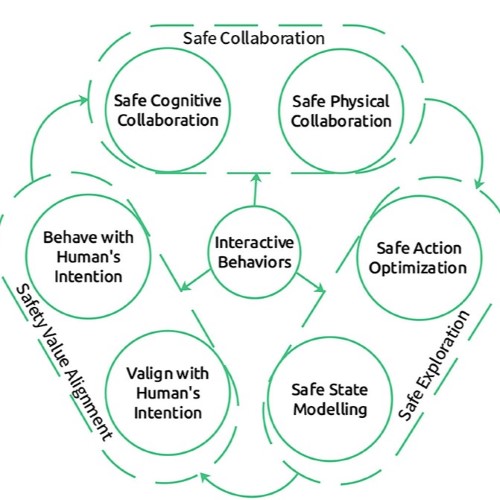 Safe Collaboration
Safe Cognitive
Collaboration
Safe Physical
Collaboration
Behave with
Human's
Intention
Interactive
Behaviors
Safe Action
Optimization
Safety Value Alignment
Valign with
Human's
Intention
Safe State
Modelling
Safe Exploration